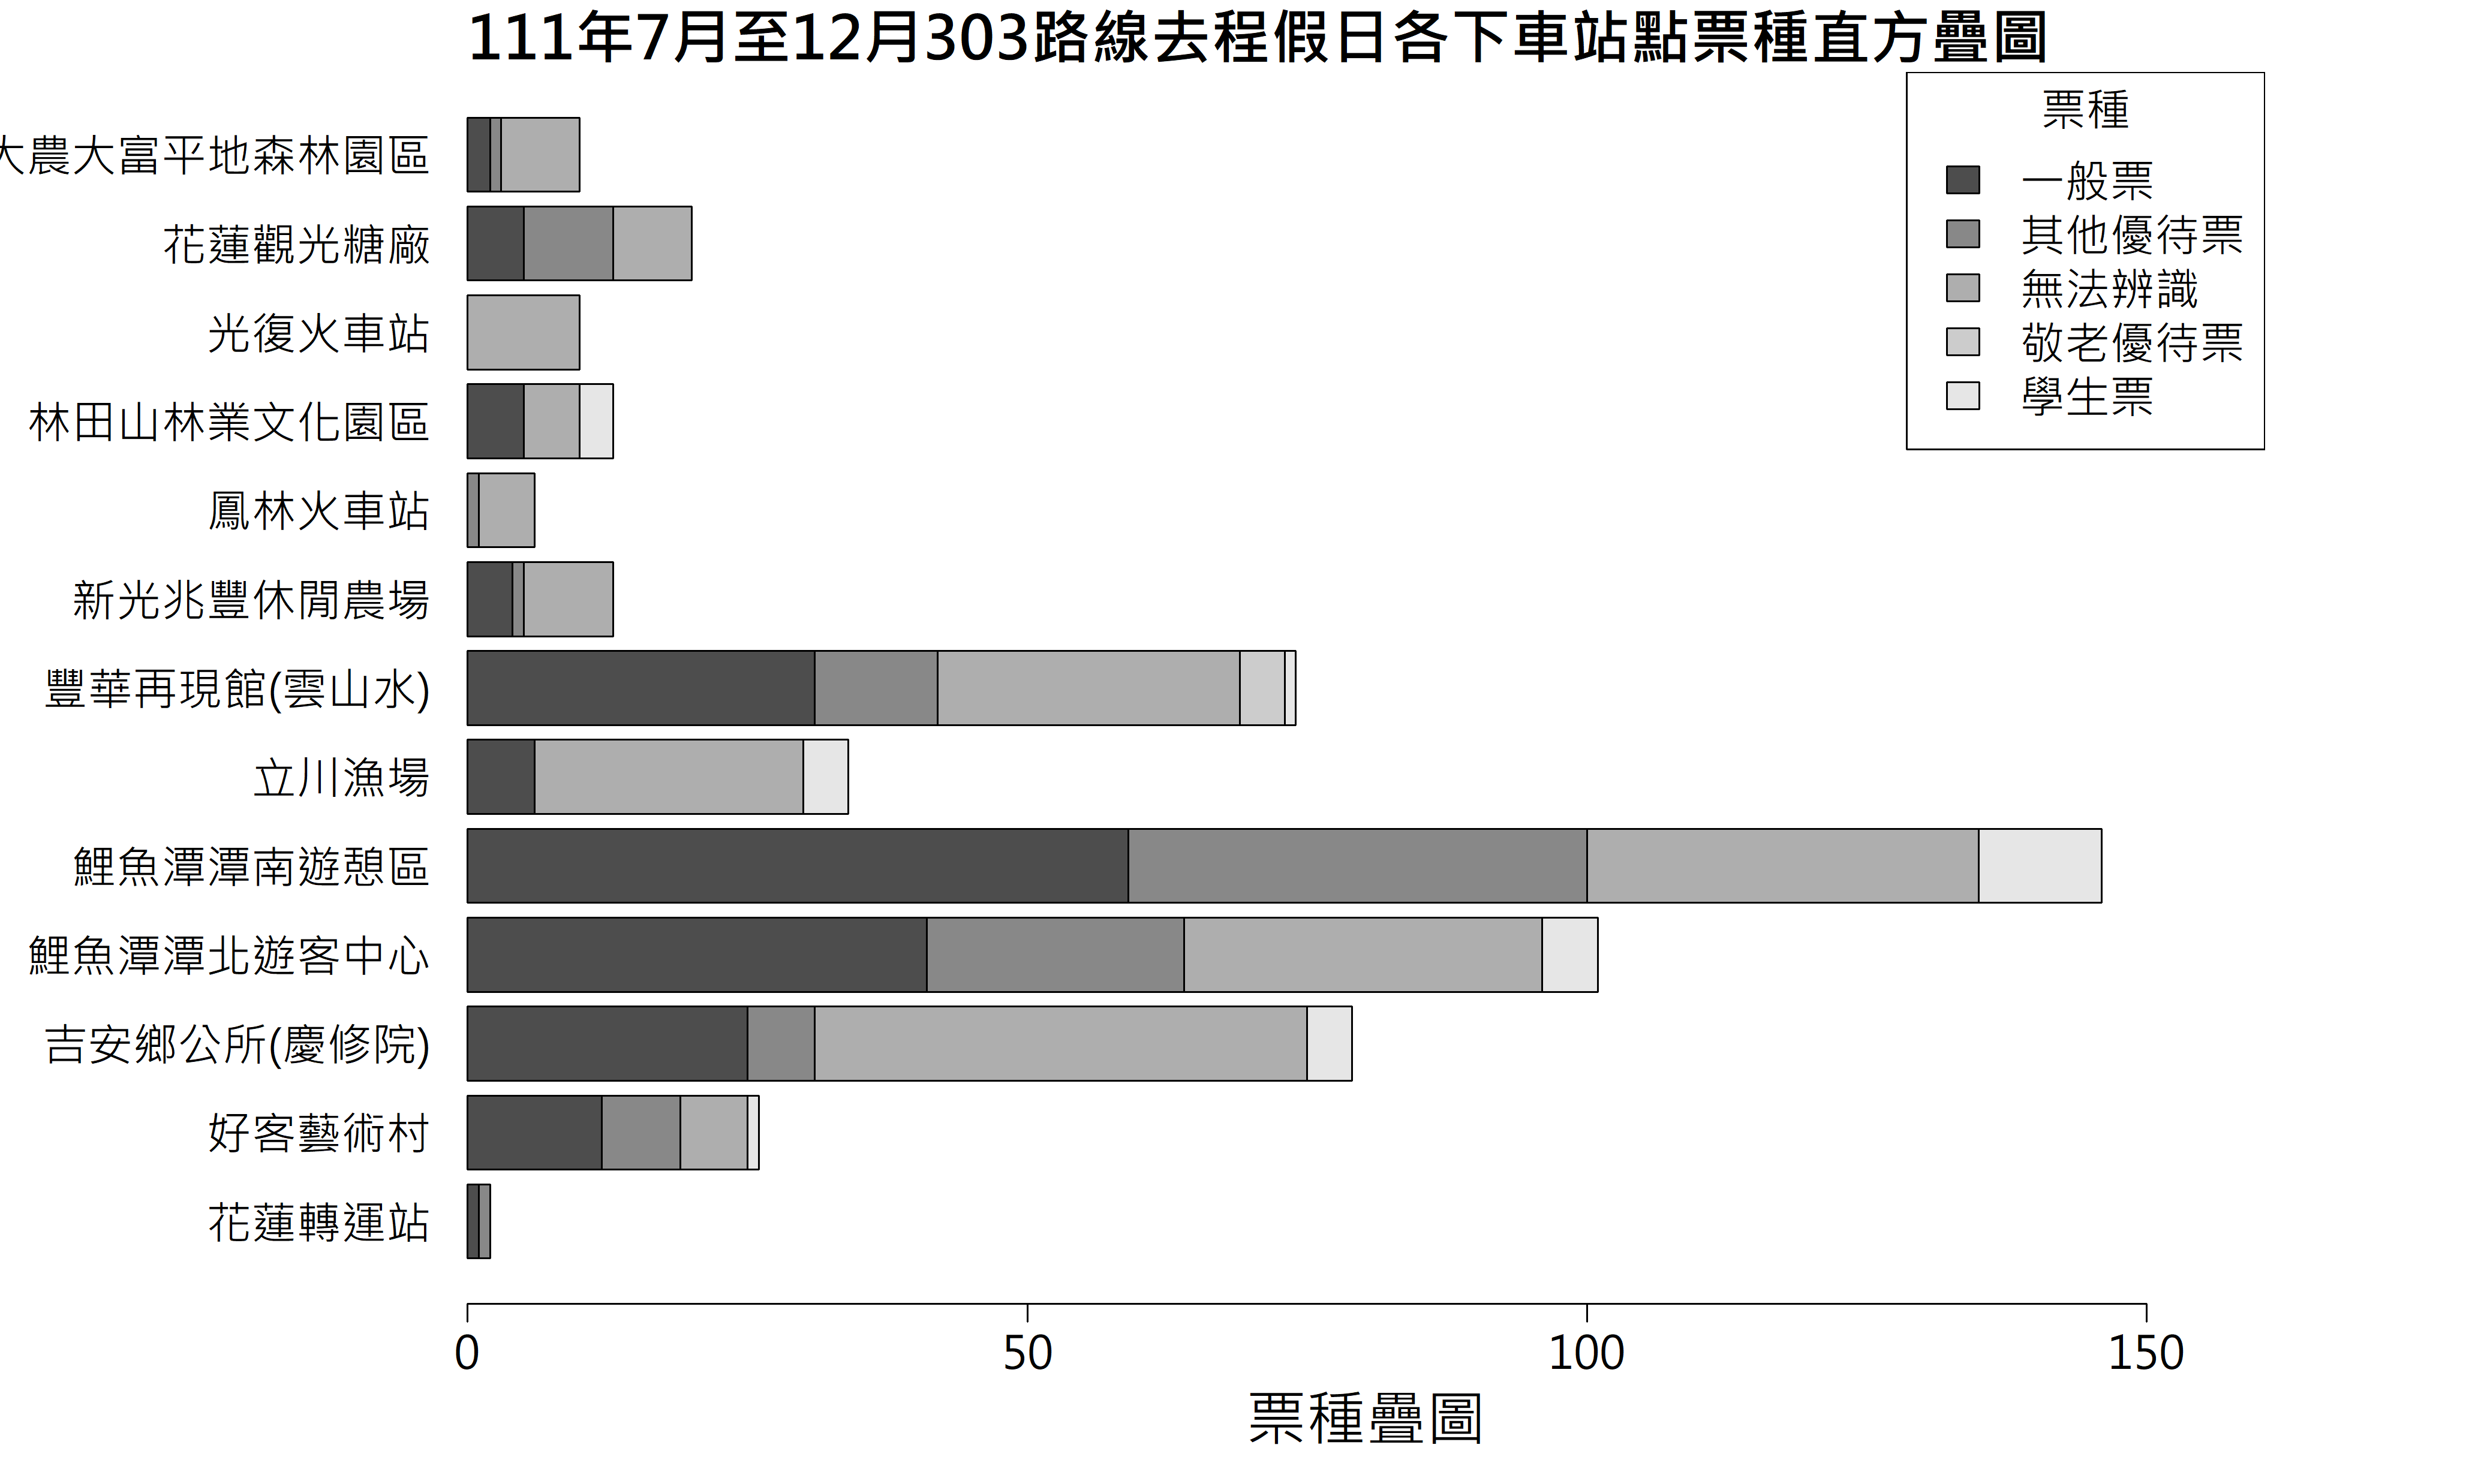 111年7月至12月303路線去程假日各下車站點票種直方疊圖
票種
一般票
其他優待票
無法辨識
敬老優待票
學生票
大農大富平地森林園區
花蓮觀光糖廠
光復火車站
林田山林業文化園區
鳳林火車站
新光兆豐休閒農場
豐華再現館(雲山水)
立川漁場
鯉魚潭潭南遊憩區
鯉魚潭潭北遊客中心
吉安鄉公所(慶修院)
好客藝術村
花蓮轉運站
0 50 100 150
票種疊圖